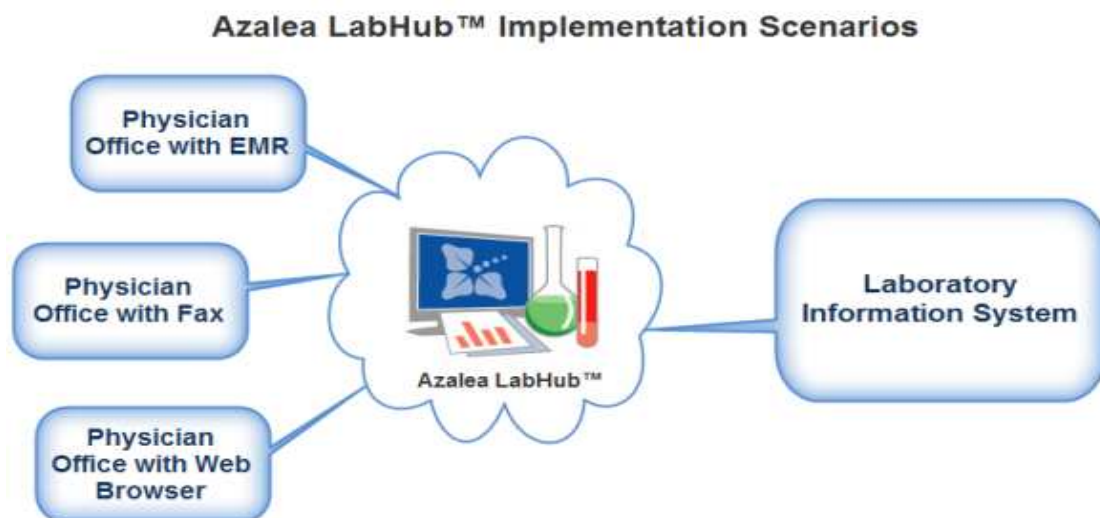 Azalea LabHub™ Implementation Scenarios
Physician
Office with EMR
Physician
Office with Fax
Physician
Office with Web
Browser
Azalea LabHub™
Laboratory
Information System